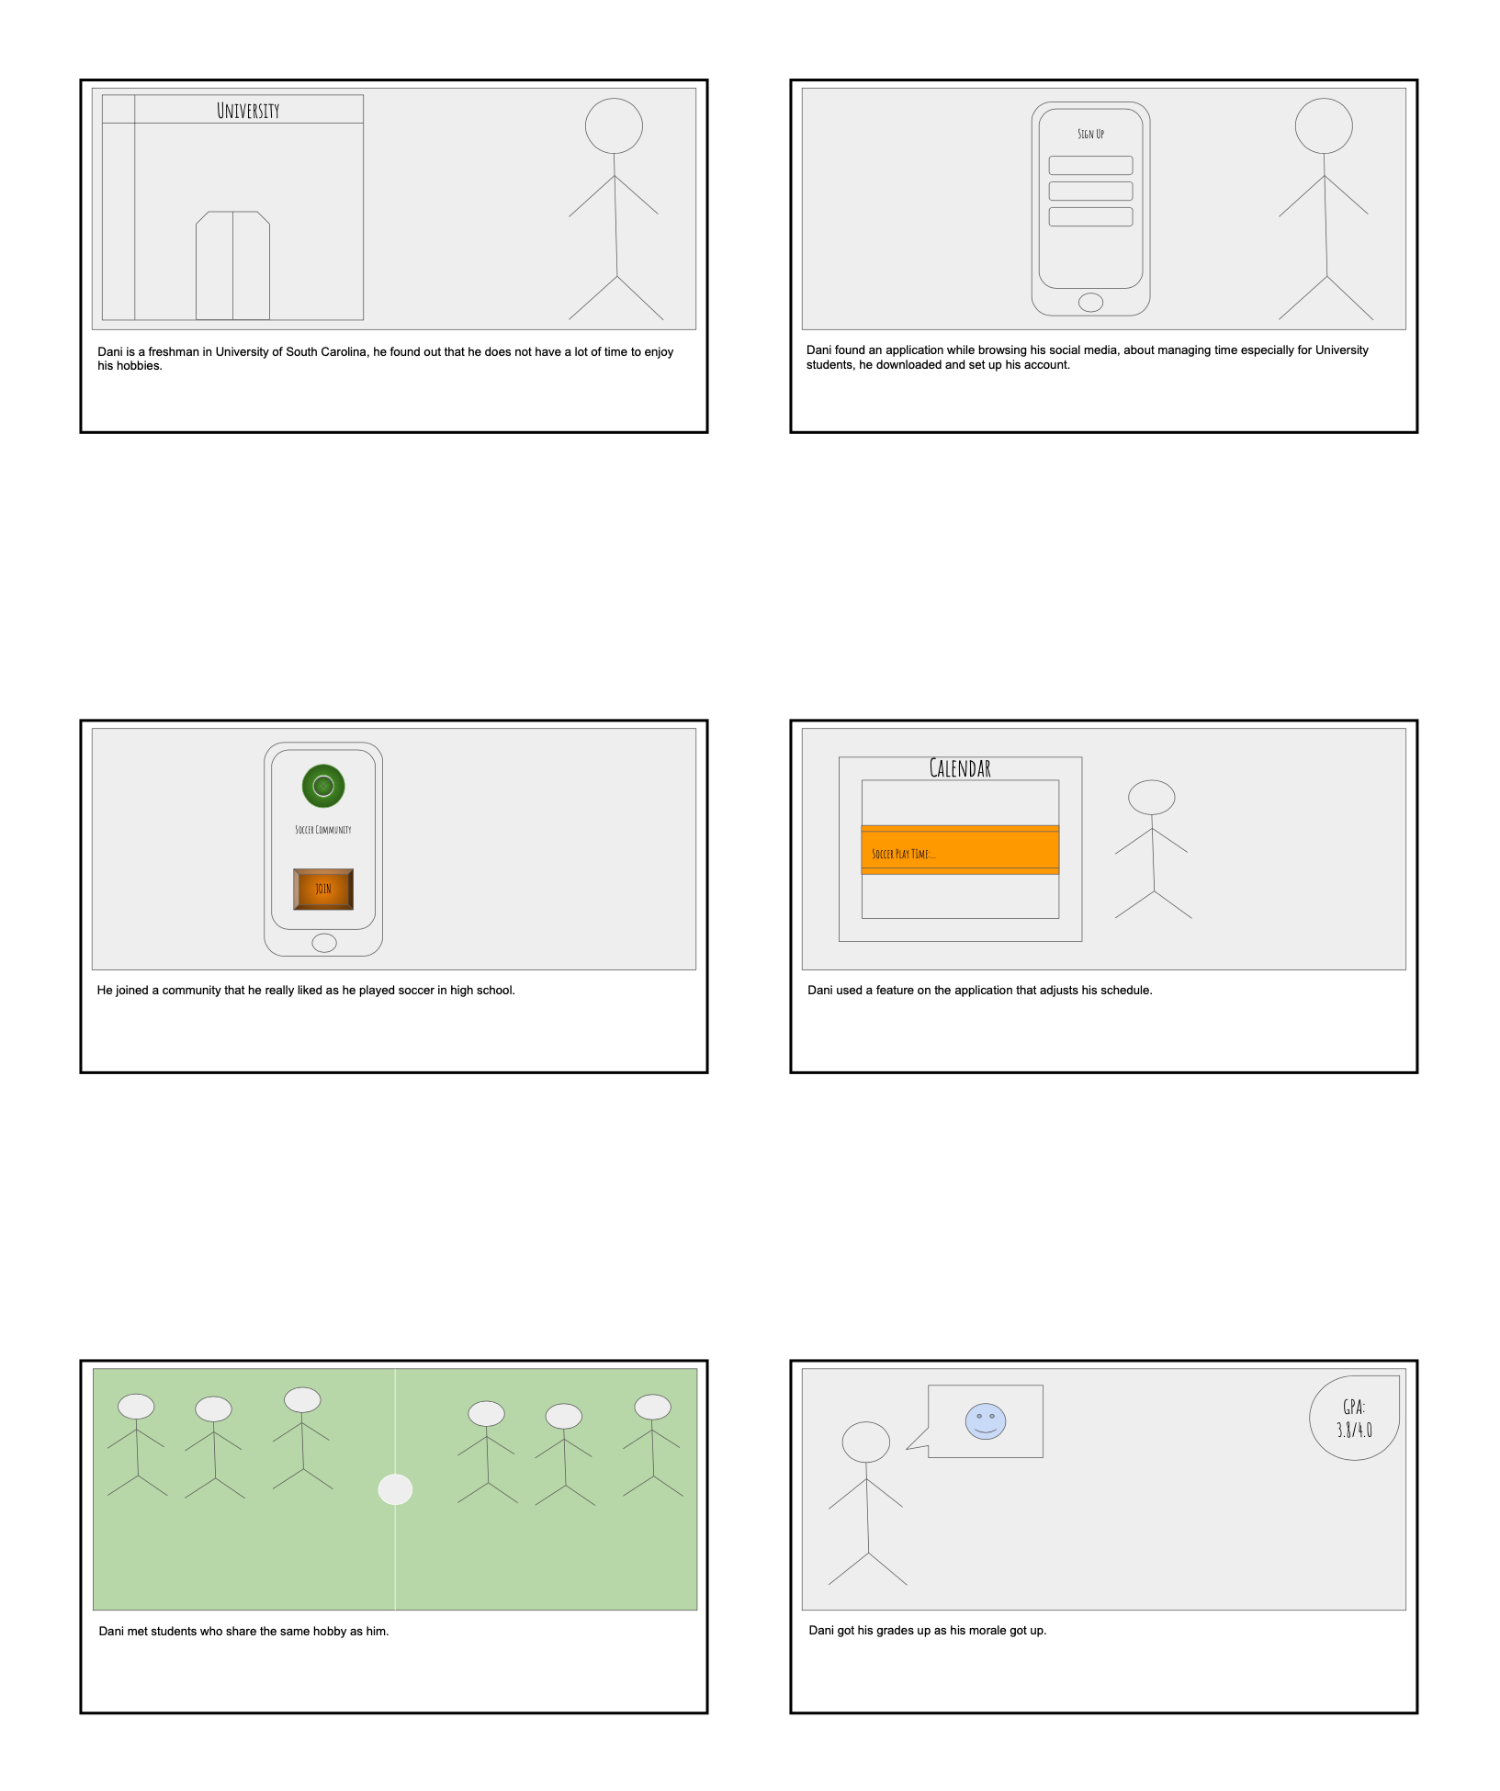 University
Dani is a freshman in University of South Carolina, he found out that he does not have a lot of time to enjoy
his hobbies.
Sign Up
Dani found an application while browsing his social media, about managing time especially for University
students, he downloaded and set up his account.
Soccer Community
JOIN
He joined a community that he really liked as he played soccer in high school.
Calendar
Soccer Play Time:...
Dani used a feature on the application that adjusts his schedule.
Dani met students who share the same hobby as him.
GPA:
3.8/4.0
Dani got his grades up as his morale got up.